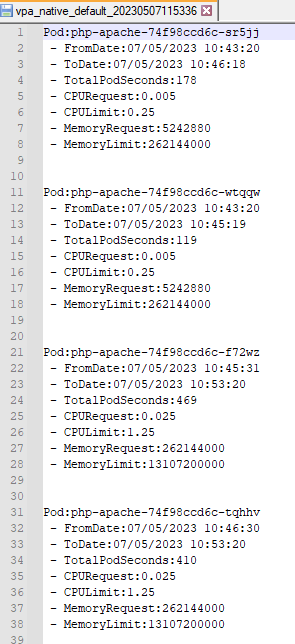 vpa_native_default_20230507115336
1 Pod:php-apache-74f98ccd6c-sr5jj
2 - FromDate:07/05/2023 10:43:20
3 - ToDate:07/05/2023 10:46:18
4 - TotalPodSeconds:178
5 - CPURequest:0.005
6 - CPULimit:0.25
7 - MemoryRequest:5242880
8 - MemoryLimit:262144000
9
10
11 Pod:php-apache-74f98ccd6c-wtqqw
12 - FromDate:07/05/2023 10:43:20
13 - ToDate:07/05/2023 10:45:19
14 - TotalPodSeconds:119
15 - CPURequest:0.005
16 - CPULimit:0.25
17 - MemoryRequest:5242880
18 - MemoryLimit:262144000
19
20
21 Pod:php-apache-74f98ccd6c-f72wz
22 - FromDate:07/05/2023 10:45:31
23 - ToDate:07/05/2023 10:53:20
24 - TotalPodSeconds:469
25 - CPURequest:0.025
26 - CPULimit:1.25
27 - MemoryRequest:262144000
28 - MemoryLimit:13107200000
29
30
31 Pod:php-apache-74f98ccd6c-tqhhv
32 - FromDate:07/05/2023 10:46:30
33 - ToDate:07/05/2023 10:53:20
34 - TotalPodSeconds:410
35 - CPURequest:0.025
36 - CPULimit:1.25
37 - MemoryRequest:262144000
38 - MemoryLimit:13107200000
39